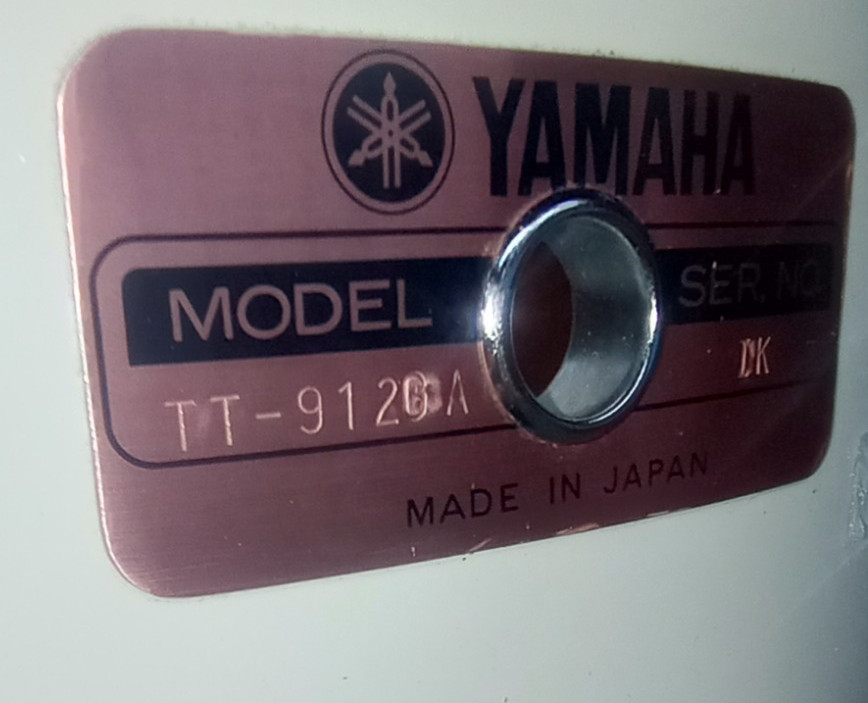 YAMAHA
MODEL SER. NO.
DK
MADE IN JAPAN